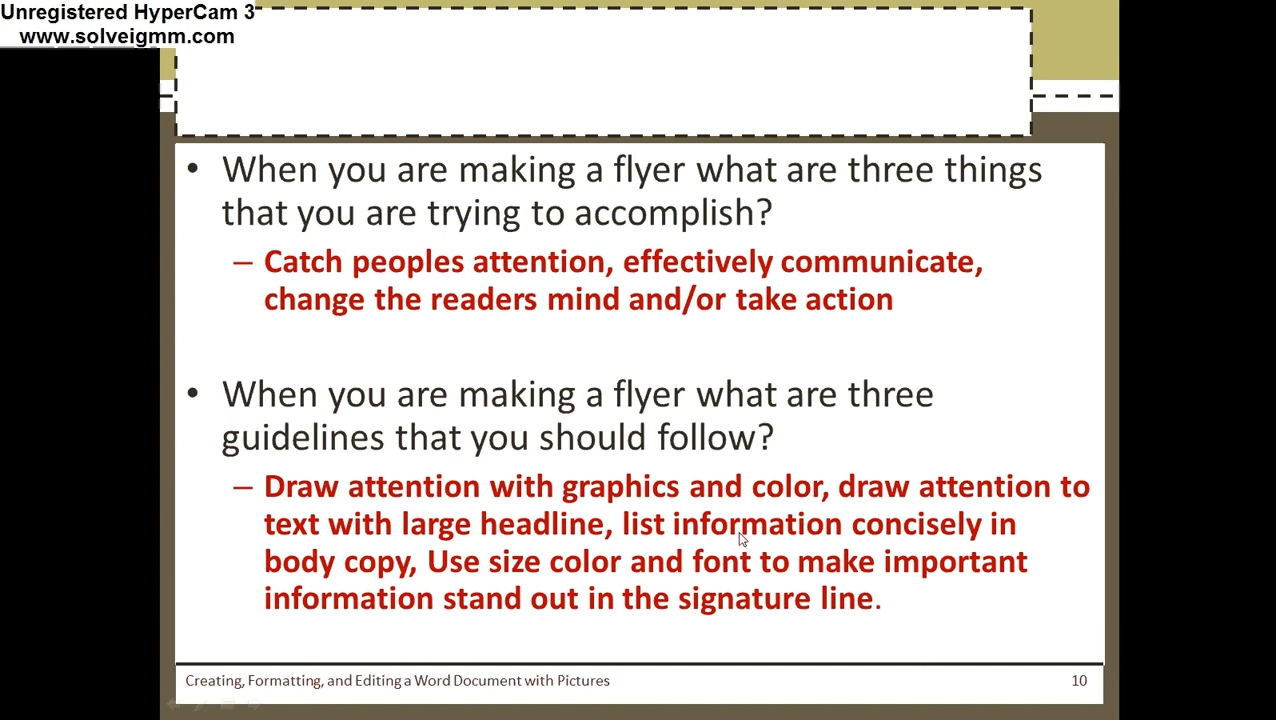 Unregistered HyperCam 3
www.solveigmm.com
• When you are making a flyer what are three things
that you are trying to accomplish?
– Catch peoples attention, effectively communicate,
change the readers mind and/or take action
• When you are making a flyer what are three
guidelines that you should follow?
– Draw attention with graphics and color, draw attention to
text with large headline, list information concisely in
body copy, Use size color and font to make important
information stand out in the signature line.
Creating, Formatting, and Editing a Word Document with Pictures 10